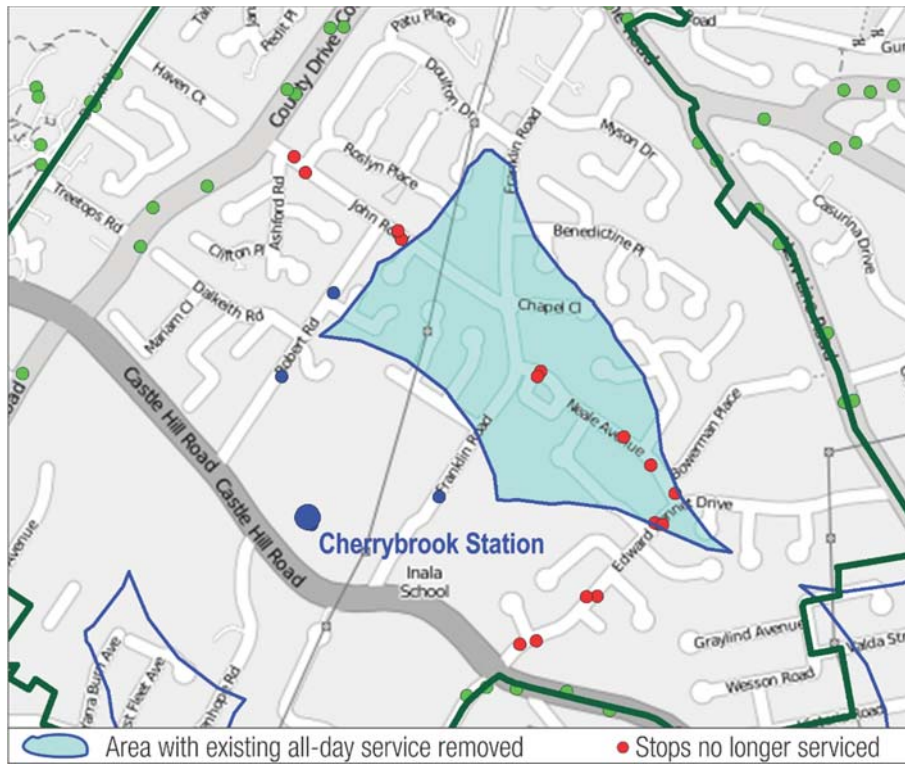 Patu Place
Haven Ct
County Drive
Doulton Dr
Franklin Road
Myson Dr
Roslyn Place
Treetops Rd
Ashford Rd
John Road
Casurina Drive
Clifton Pl
Benedictine Pl
Dalkeith Rd
Chapel Cl
Mariam Cl
Robert Rd
Castle Hill Road
Castle Hill Road
Neale Avenue
Bowerman Place
Franklin Road
Edward Bennet Drive
Cherrybrook Station
Inala
School
Avenue
Graylind Avenue
Valda Str
Wesson Road
Area with existing all-day service removed
Stops no longer serviced